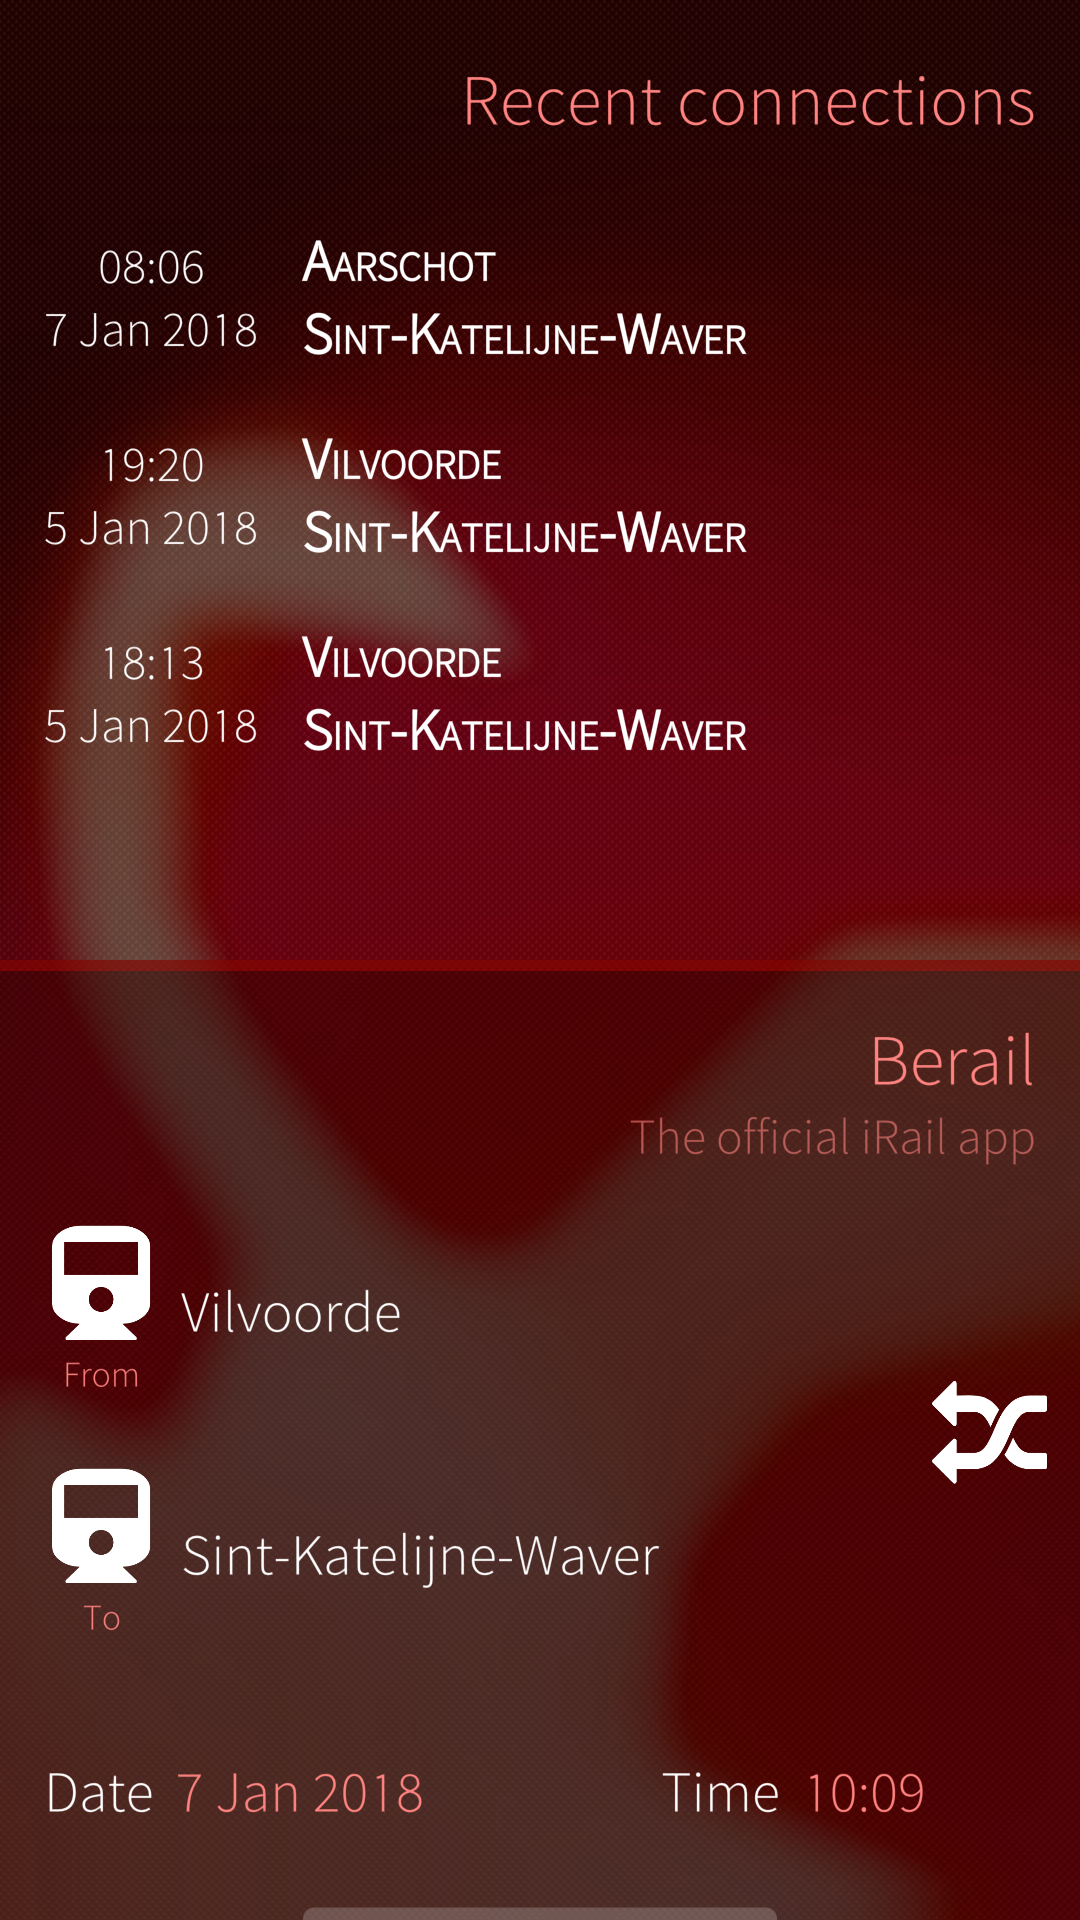 Recent connections
08:06 Aarschot
7 Jan 2018 Sint-Katelijne-Waver
19:20 Vilvoorde
5 Jan 2018 Sint-Katelijne-Waver
18:13 Vilvoorde
5 Jan 2018 Sint-Katelijne-Waver
Berail
The official iRail app
Vilvoorde
From
Sint-Katelijne-Waver
To
Date 7 Jan 2018 Time 10:09